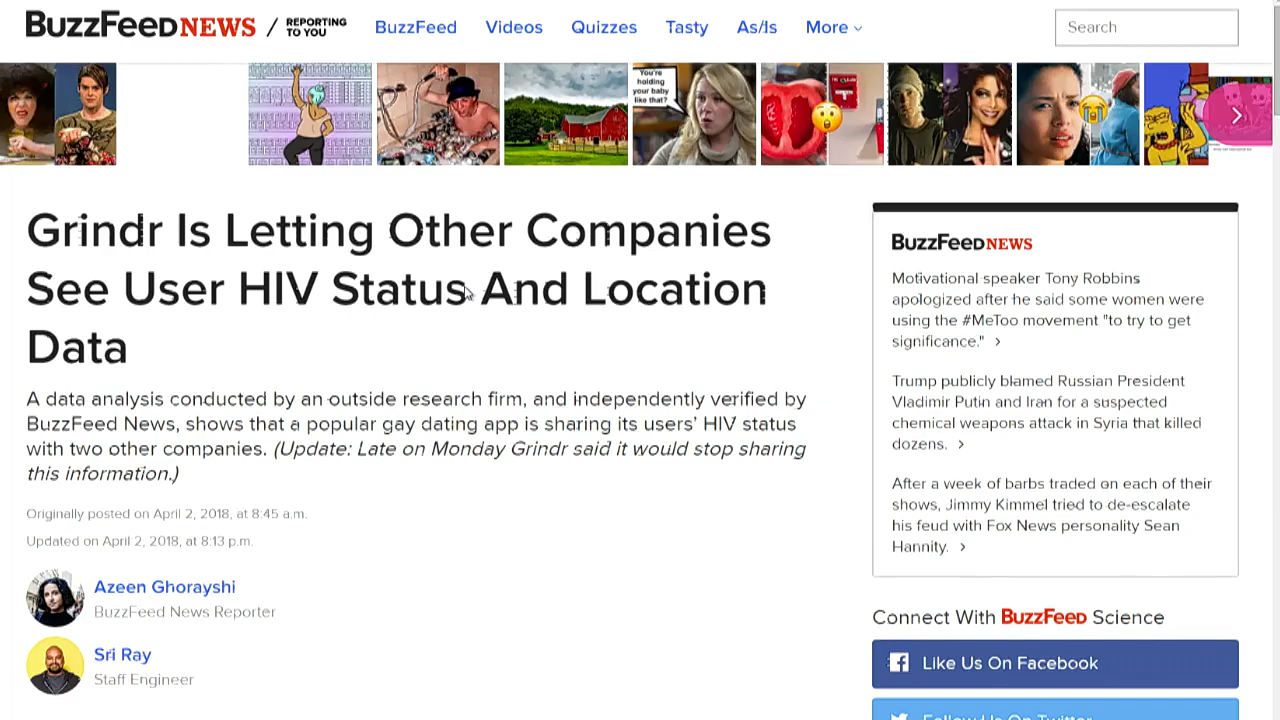 BuzzFeed NEWS / REPORTING TO YOU
BuzzFeed Videos Quizzes Tasty As/Is More
Search
You're
holding
your baby
like that?
Grindr Is Letting Other Companies
See User HIV Status And Location
Data
A data analysis conducted by an outside research firm, and independently verified by
BuzzFeed News, shows that a popular gay dating app is sharing its users' HIV status
with two other companies. (Update: Late on Monday Grindr said it would stop sharing
this information.)
Originally posted on April 2, 2018, at 8:45 a.m.
Updated on April 2, 2018, at 8:13 p.m.
Azeen Ghorayshi
BuzzFeed News Reporter
Sri Ray
Staff Engineer
BuzzFeed NEWS
Motivational speaker Tony Robbins
apologized after he said some women were
using the #MeToo movement "to try to get
significance." >
Trump publicly blamed Russian President
Vladimir Putin and Iran for a suspected
chemical weapons attack in Syria that killed
dozens. >
After a week of barbs traded on each of their
shows, Jimmy Kimmel tried to de-escalate
his feud with Fox News personality Sean
Hannity. >
Connect With BuzzFeed Science
Like Us On Facebook
Follow Us On Twitter